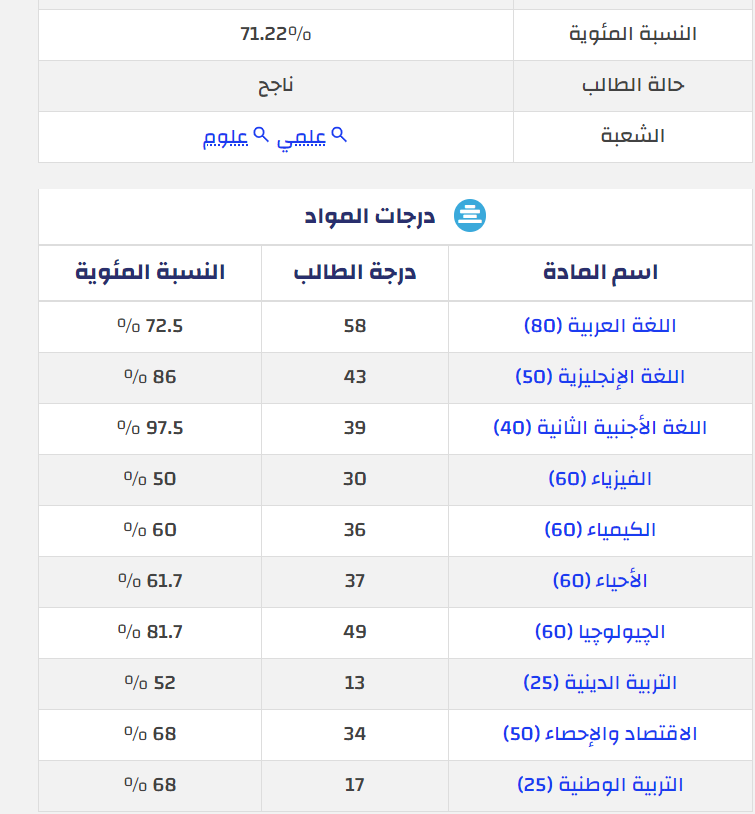 النسبة المئوية 71.22%
حالة الطالب ناجح
الشعبة علمي علوم
درجات المواد
اسم المادة درجة الطالب النسبة المئوية
اللغة العربية (80) 58 72.5 %
اللغة الإنجليزية (50) 43 86 %
اللغة الأجنبية الثانية (40) 39 97.5 %
الفيزياء (60) 30 50 %
الكيمياء (60) 36 60 %
الأحياء (60) 37 61.7 %
الچيولوچيا (60) 49 81.7 %
التربية الدينية (25) 13 52 %
الاقتصاد والإحصاء (50) 34 68 %
التربية الوطنية (25) 17 68 %